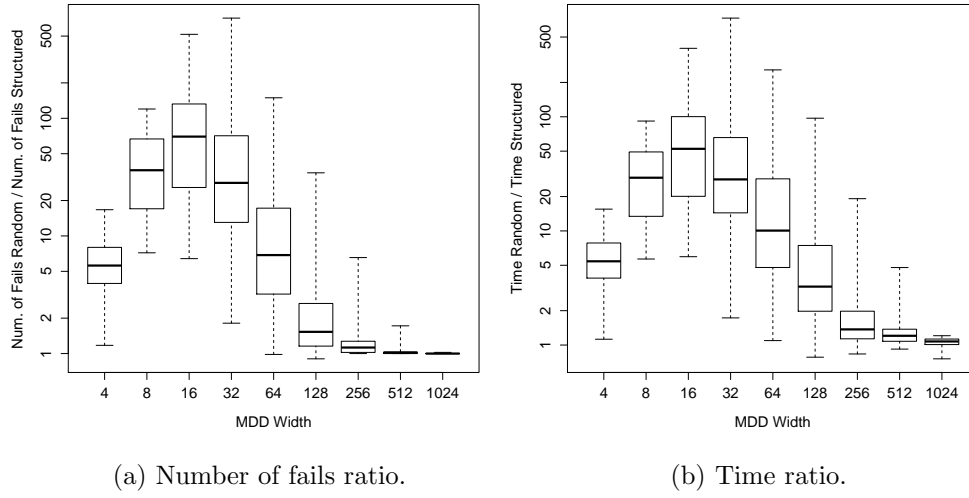 Num. of Fails Random / Num. of Fails Structured
500
100
50
20
10
5
2
1
4 8 16 32 64 128 256 512 1024
MDD Width
(a) Number of fails ratio.
Time Random / Time Structured
500
100
50
20
10
5
2
1
4 8 16 32 64 128 256 512 1024
MDD Width
(b) Time ratio.